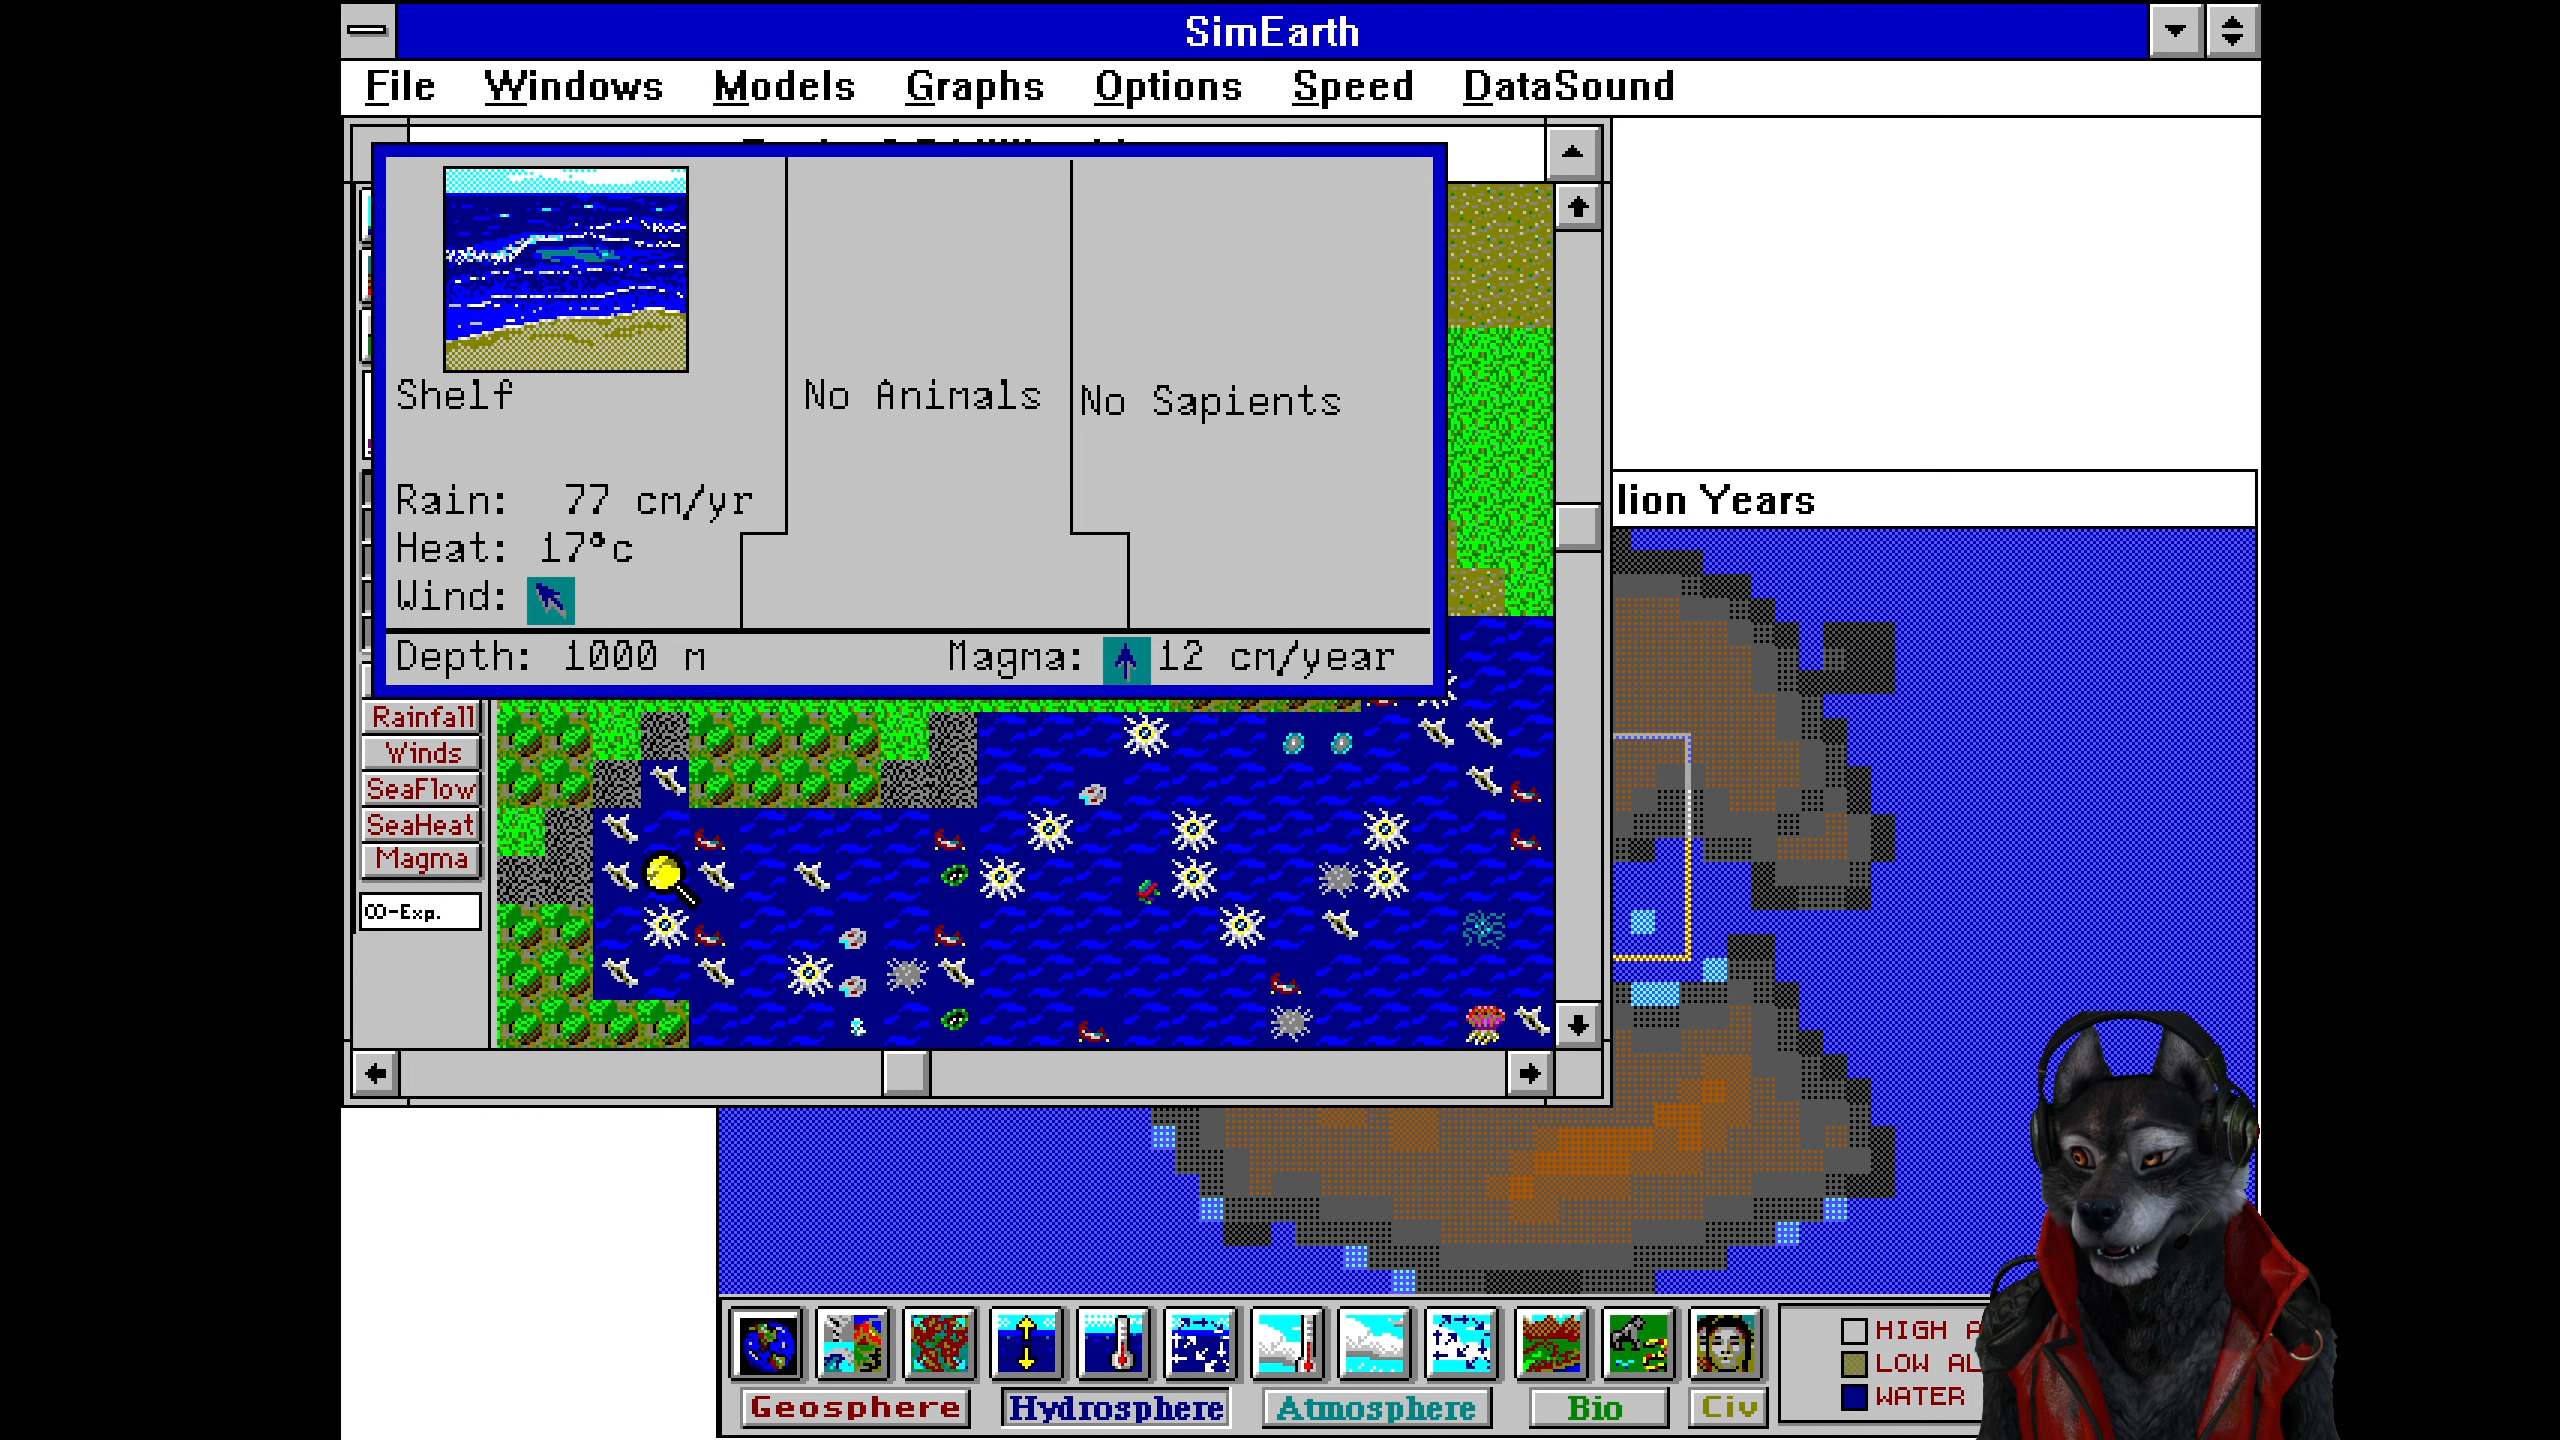 SimEarth
File Windows Models Graphs Options Speed DataSound
Shelf
No Animals
No Sapients
Rain: 77 cm/yr
Heat: 17°c
Wind:
Depth: 1000 m
Magma: 12 cm/year
lion Years
Rainfall
Winds
SeaFlow
SeaHeat
Magma
-Exp.
Geosphere
Hydrosphere
Atmosphere
Bio
Civ
HIGH A
LOW AL
WATER